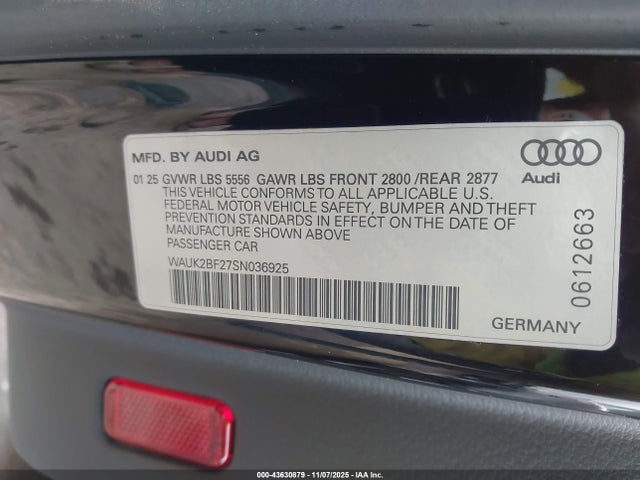 MFD. BY AUDI AG
01 25 GVWR LBS 5556 GAWR LBS FRONT 2800 /REAR 2877
THIS VEHICLE CONFORMS TO ALL APPLICABLE U.S.
FEDERAL MOTOR VEHICLE SAFETY, BUMPER AND THEFT
PREVENTION STANDARDS IN EFFECT ON THE DATE OF
MANUFACTURE SHOWN ABOVE
PASSENGER CAR
WAUK2BF27SN036925
Audi
0612663
GERMANY
000-43630879 - 11/07/2025 - IAA Inc.